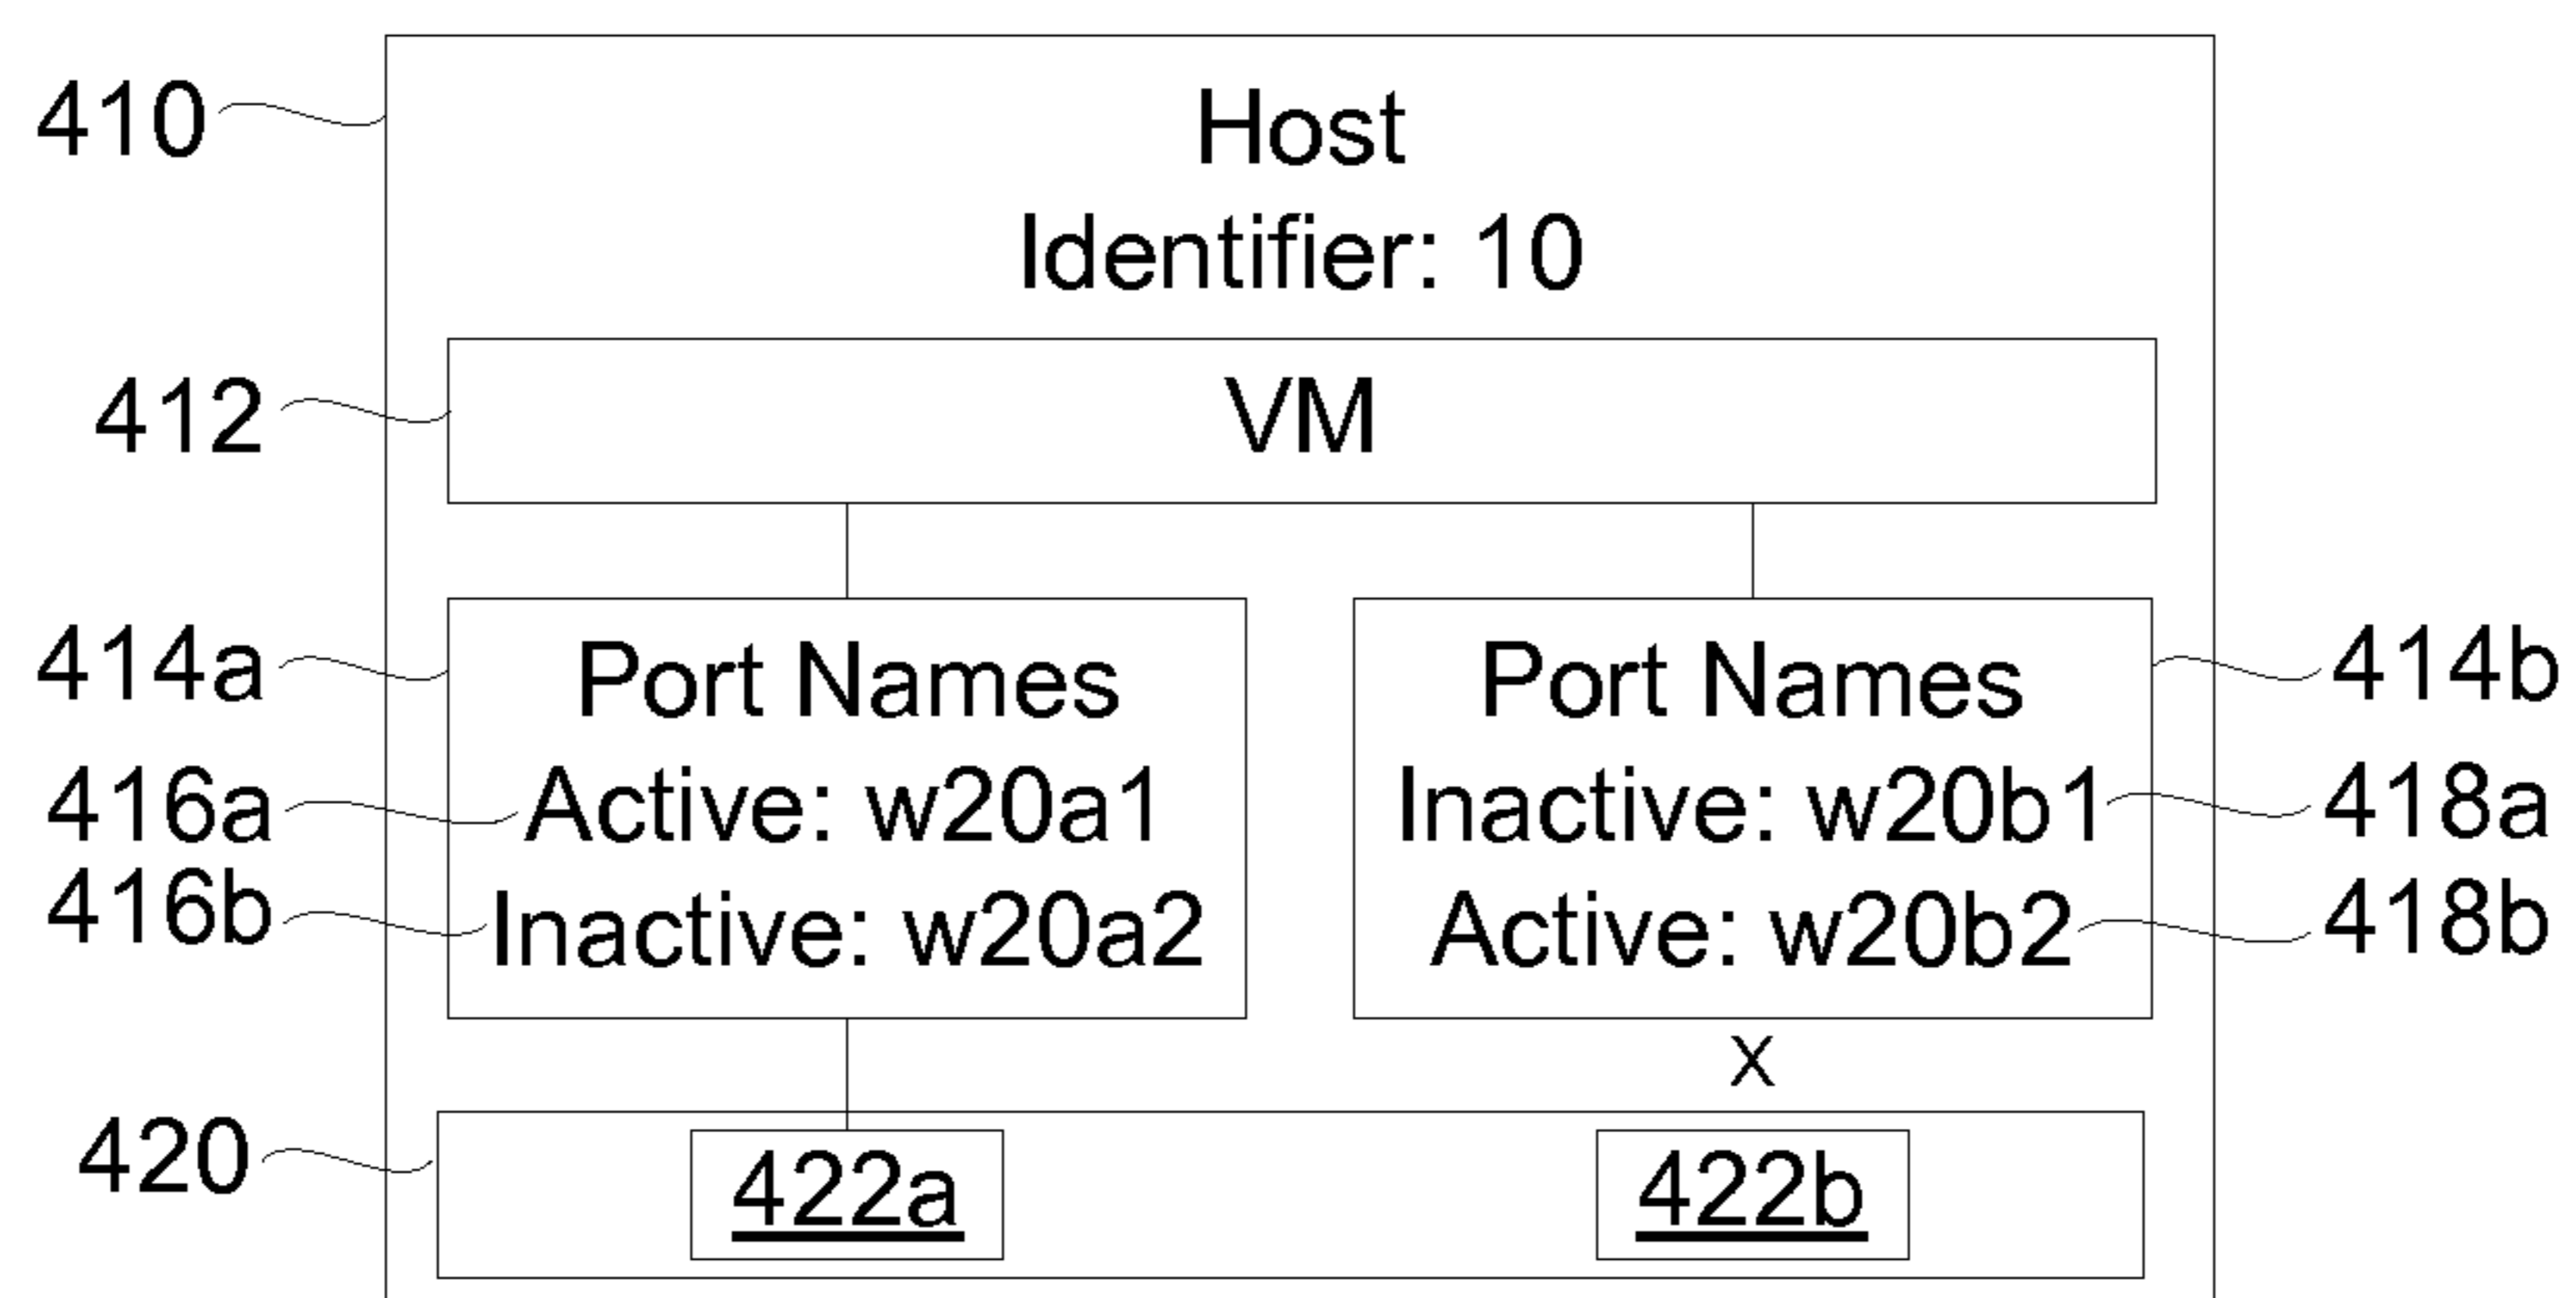 410
Host
Identifier: 10
412
VM
414a
Port Names
416a
Active: w20a1
416b
Inactive: w20a2
Port Names
414b
Inactive: w20b1
418a
Active: w20b2
418b
X
420
422a
422b